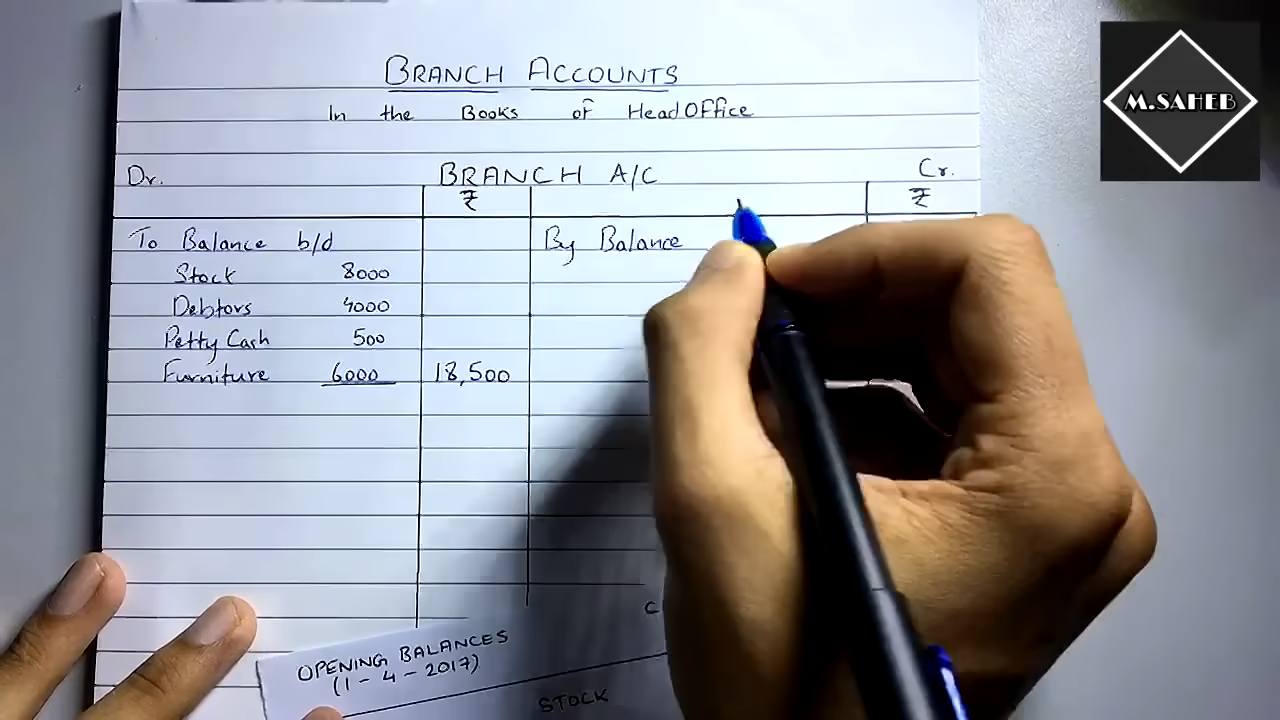 BRANCH ACCOUNTS
In the Books of Head Office
M.SAHEB
Dr. BRANCH A/C Cr.
₹ ₹
To Balance b/d By Balance
Stock 8000
Debtors 4000
Petty Cash 500
Furniture 6000 18,500
OPENING BALANCES
(1-4-2017)
STOCK